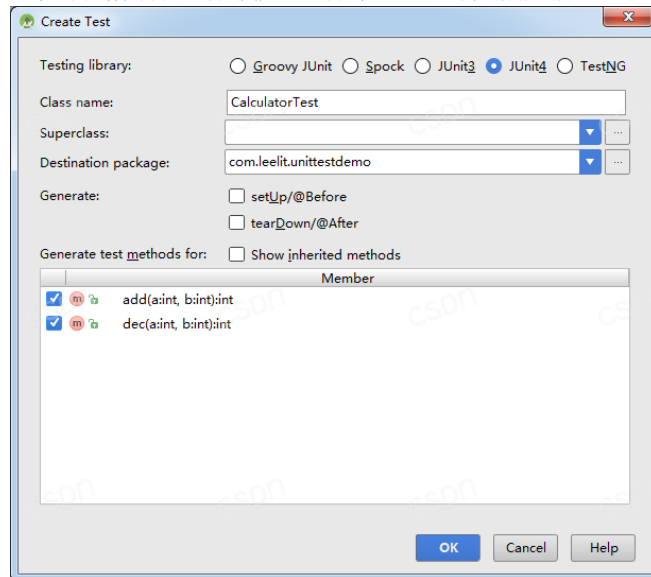 Create Test
Testing library: Groovy JUnit Spock JUnit3 JUnit4 TestNG
Class name: CalculatorTest
Superclass: ...
Destination package: com.leelit.unittestdemo ...
Generate: setUp/@Before
tearDown/@After
Generate test methods for: Show inherited methods
Member
m add(a:int, b:int):int
m dec(a:int, b:int):int
OK Cancel Help